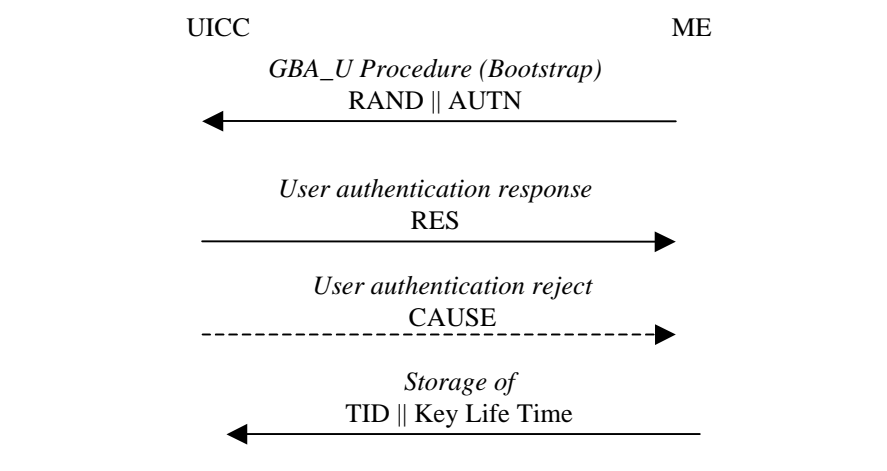 UICC ME
GBA_U Procedure (Bootstrap)
RAND || AUTN
User authentication response
RES
User authentication reject
CAUSE
Storage of
TID || Key Life Time